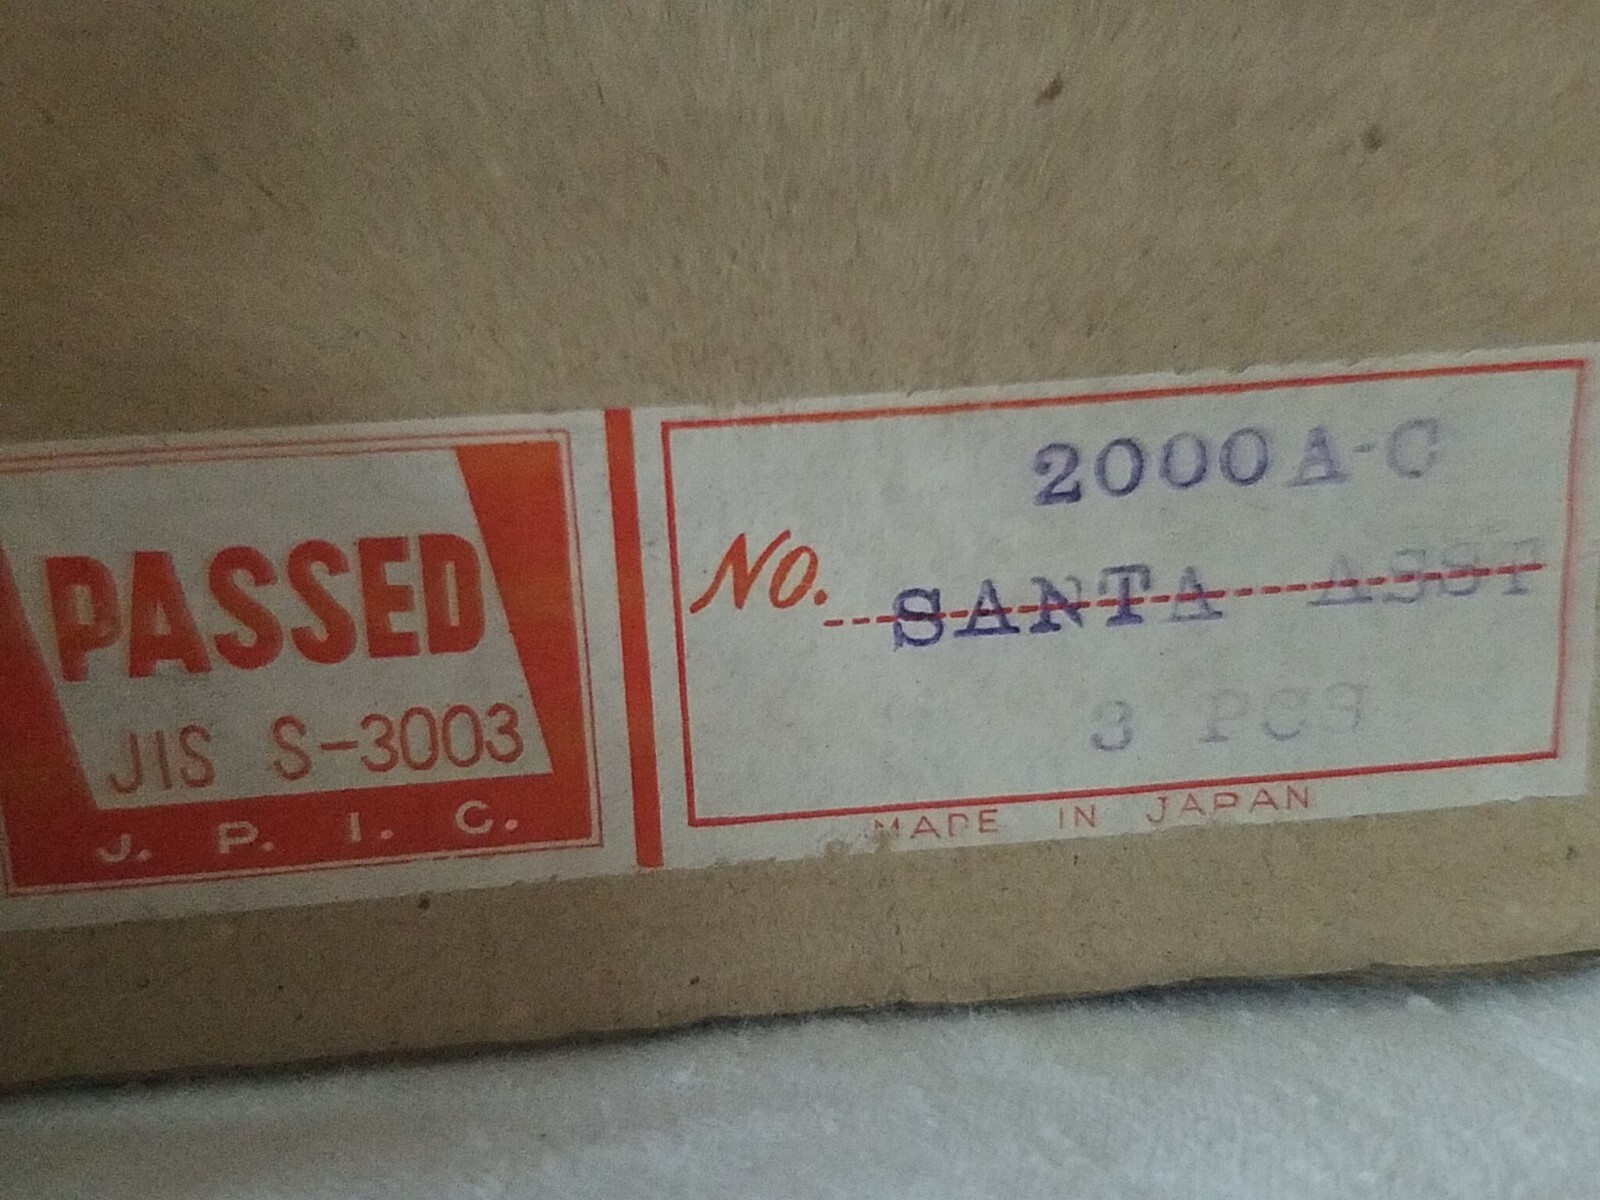 PASSED
JIS S-3003
J. P. I. C.
2000A-C
NO. SANTA ASST
3 PCS
MADE IN JAPAN